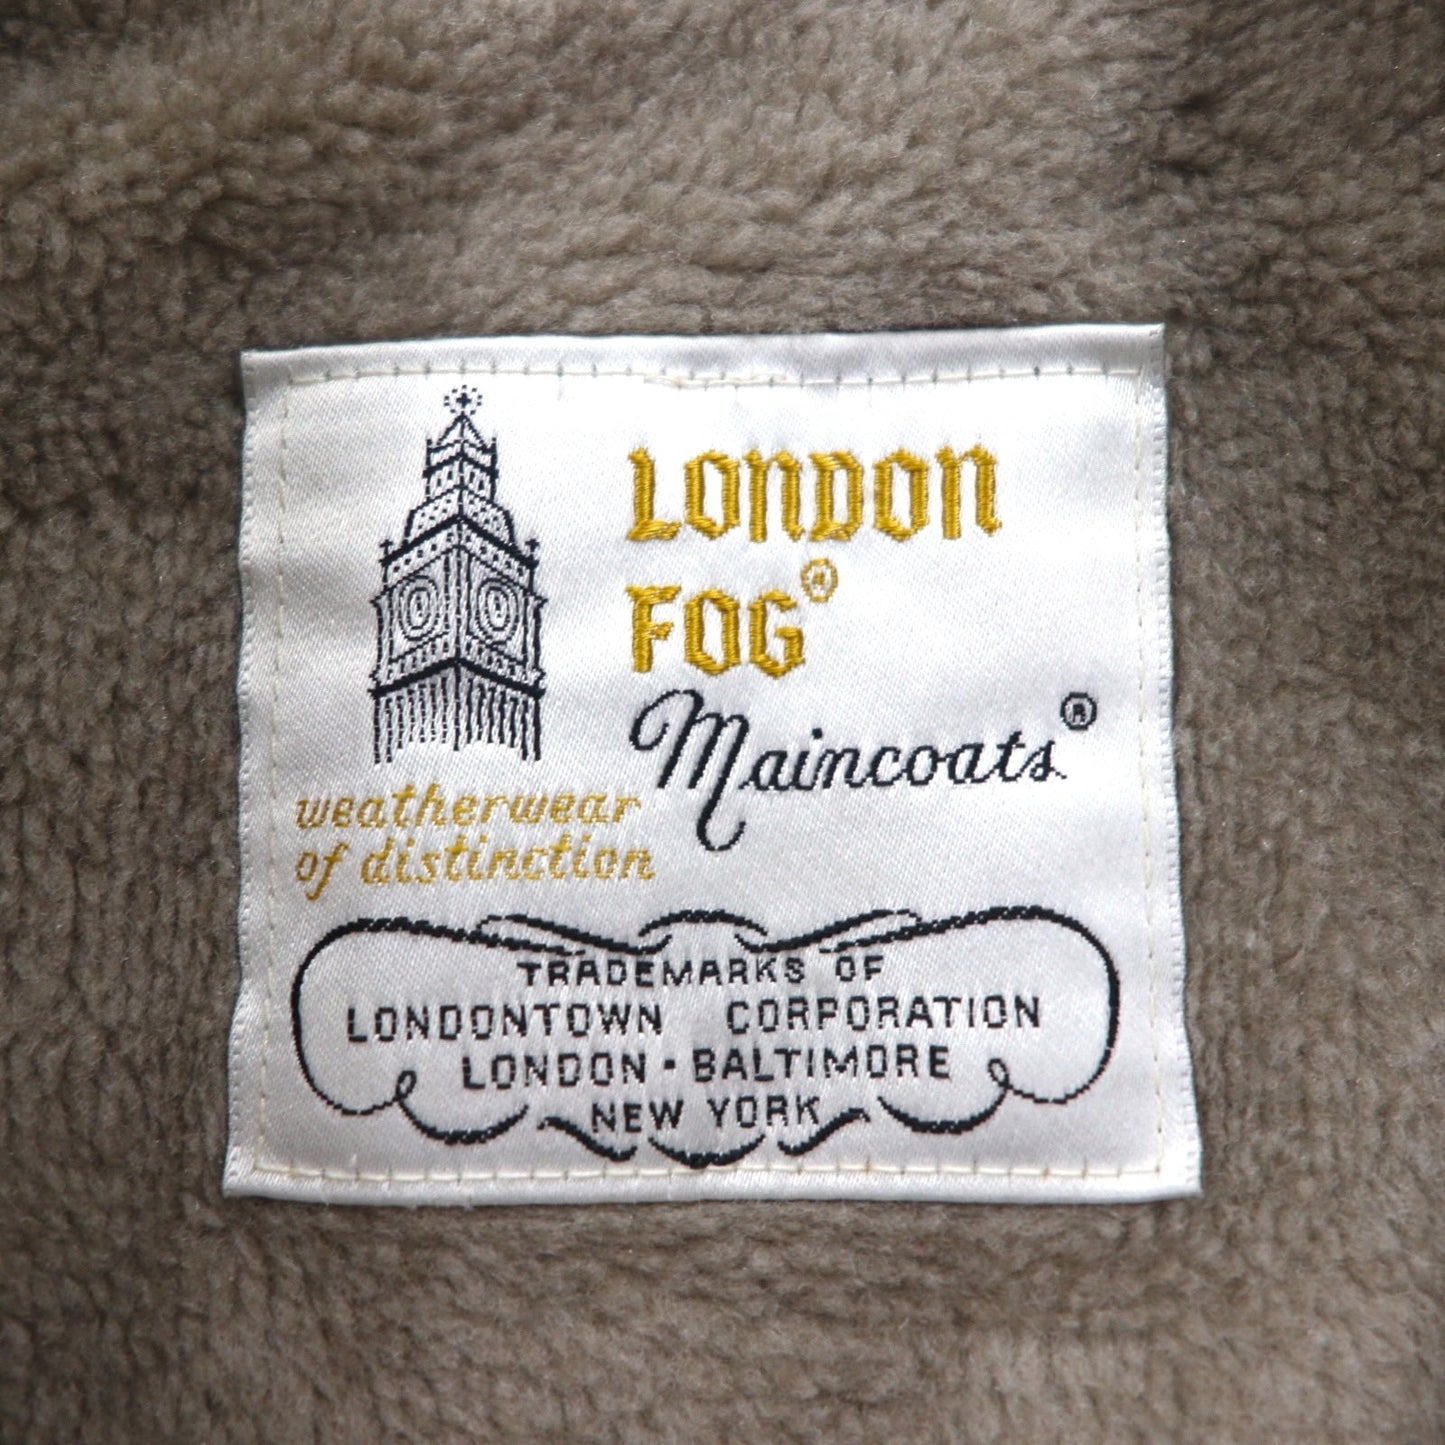 LONDON
FOG®
Maincoats®
weatherwear
of distinction
TRADEMARKS OF
LONDONTOWN CORPORATION
LONDON · BALTIMORE
NEW YORK